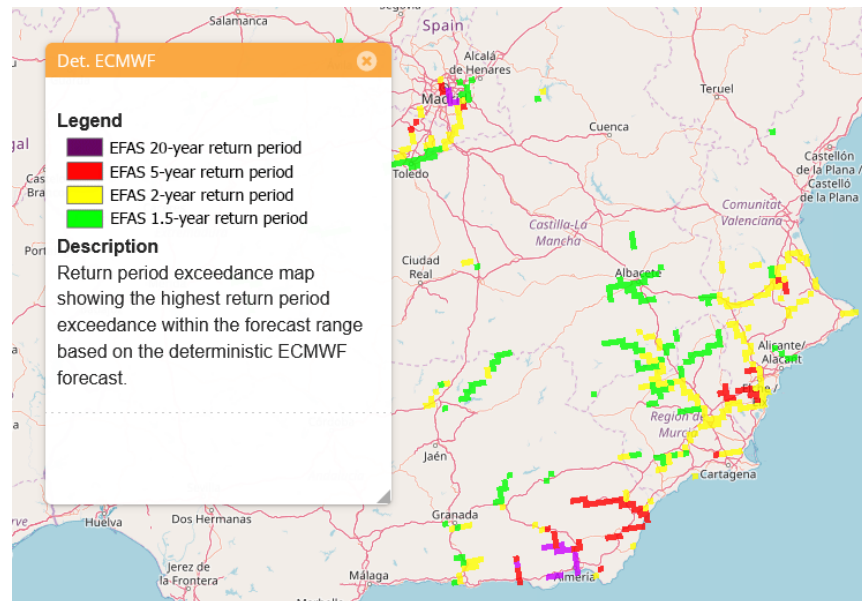 Segovia
Salamanca
Spain
Det. ECMWF
Alcalá
de Henares
Legend
EFAS 20-year return period
EFAS 5-year return period
EFAS 2-year return period
EFAS 1.5-year return period
Description
Return period exceedance map
showing the highest return period
exceedance within the forecast range
based on the deterministic ECMWF
forecast.
Teruel
Cuenca
Toledo
Castellón
de la Plana /
Castelló
de la Plana
Comunitat
Valenciana
Castilla-La
Mancha
Ciudad
Real
Albacete
Alicante/
Alacant
Jaén
Cartagena
Huelva
Dos Hermanas
Granada
Jerez de
la Frontera
Málaga
Almería